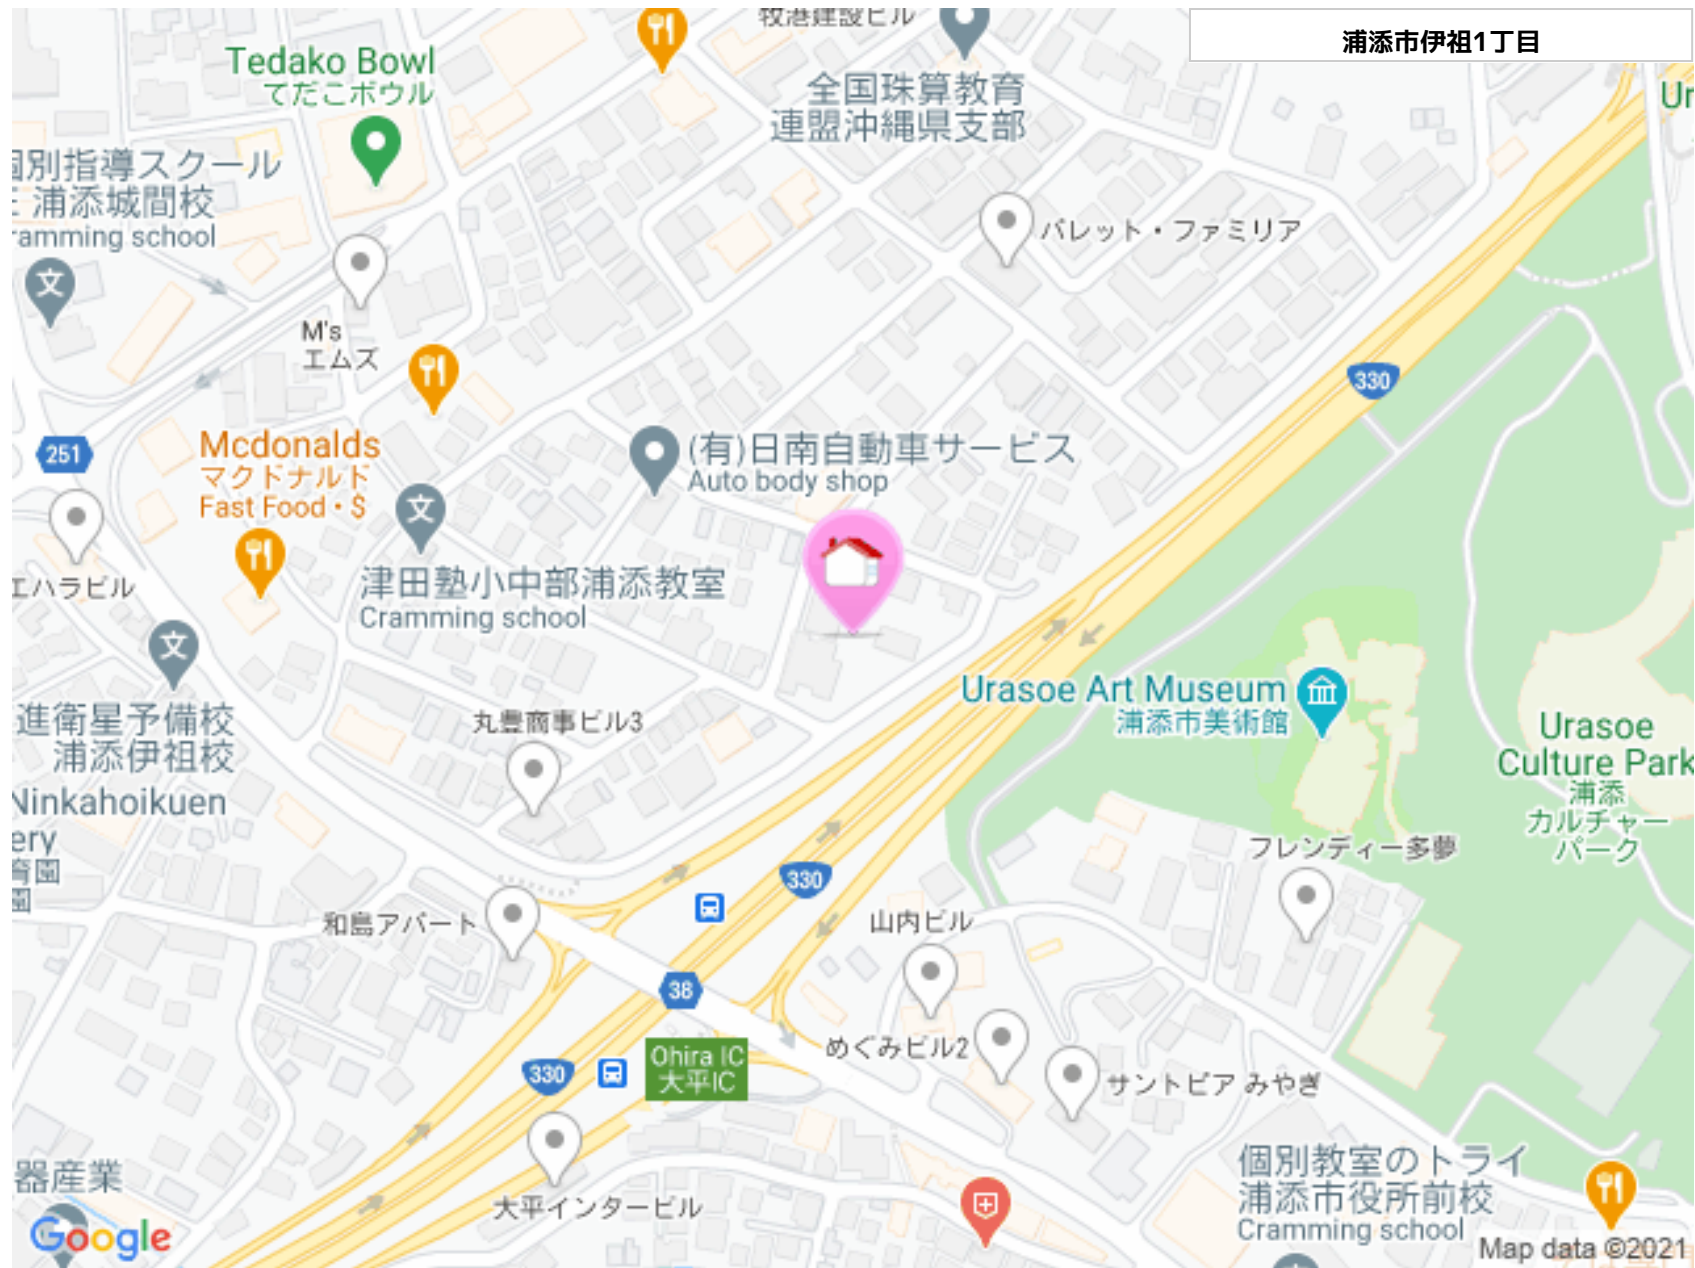 牧港建設ビル
浦添市伊祖1丁目
Tedako Bowl
てだこボウル
全国珠算教育
連盟沖縄県支部
Ur
別指導スクール
浦添城間校
ramming school
パレット・ファミリア
M's
エムズ
330
251
Mcdonalds
マクドナルド
Fast Food・$
(有)日南自動車サービス
Auto body shop
エハラビル
津田塾小中部浦添教室
Cramming school
Urasoe Art Museum
浦添市美術館
進衛星予備校
浦添伊祖校
丸豊商事ビル3
Urasoe
Culture Park
浦添
カルチャー
パーク
Ninkahoikuen
ery
育園
園
フレンディー多夢
330
和島アパート
山内ビル
38
めぐみビル2
Ohira IC
大平IC
330
サントピア みやぎ
器産業
大平インタービル
個別教室のトライ
浦添市役所前校
Cramming school
Google
Map data ©2021